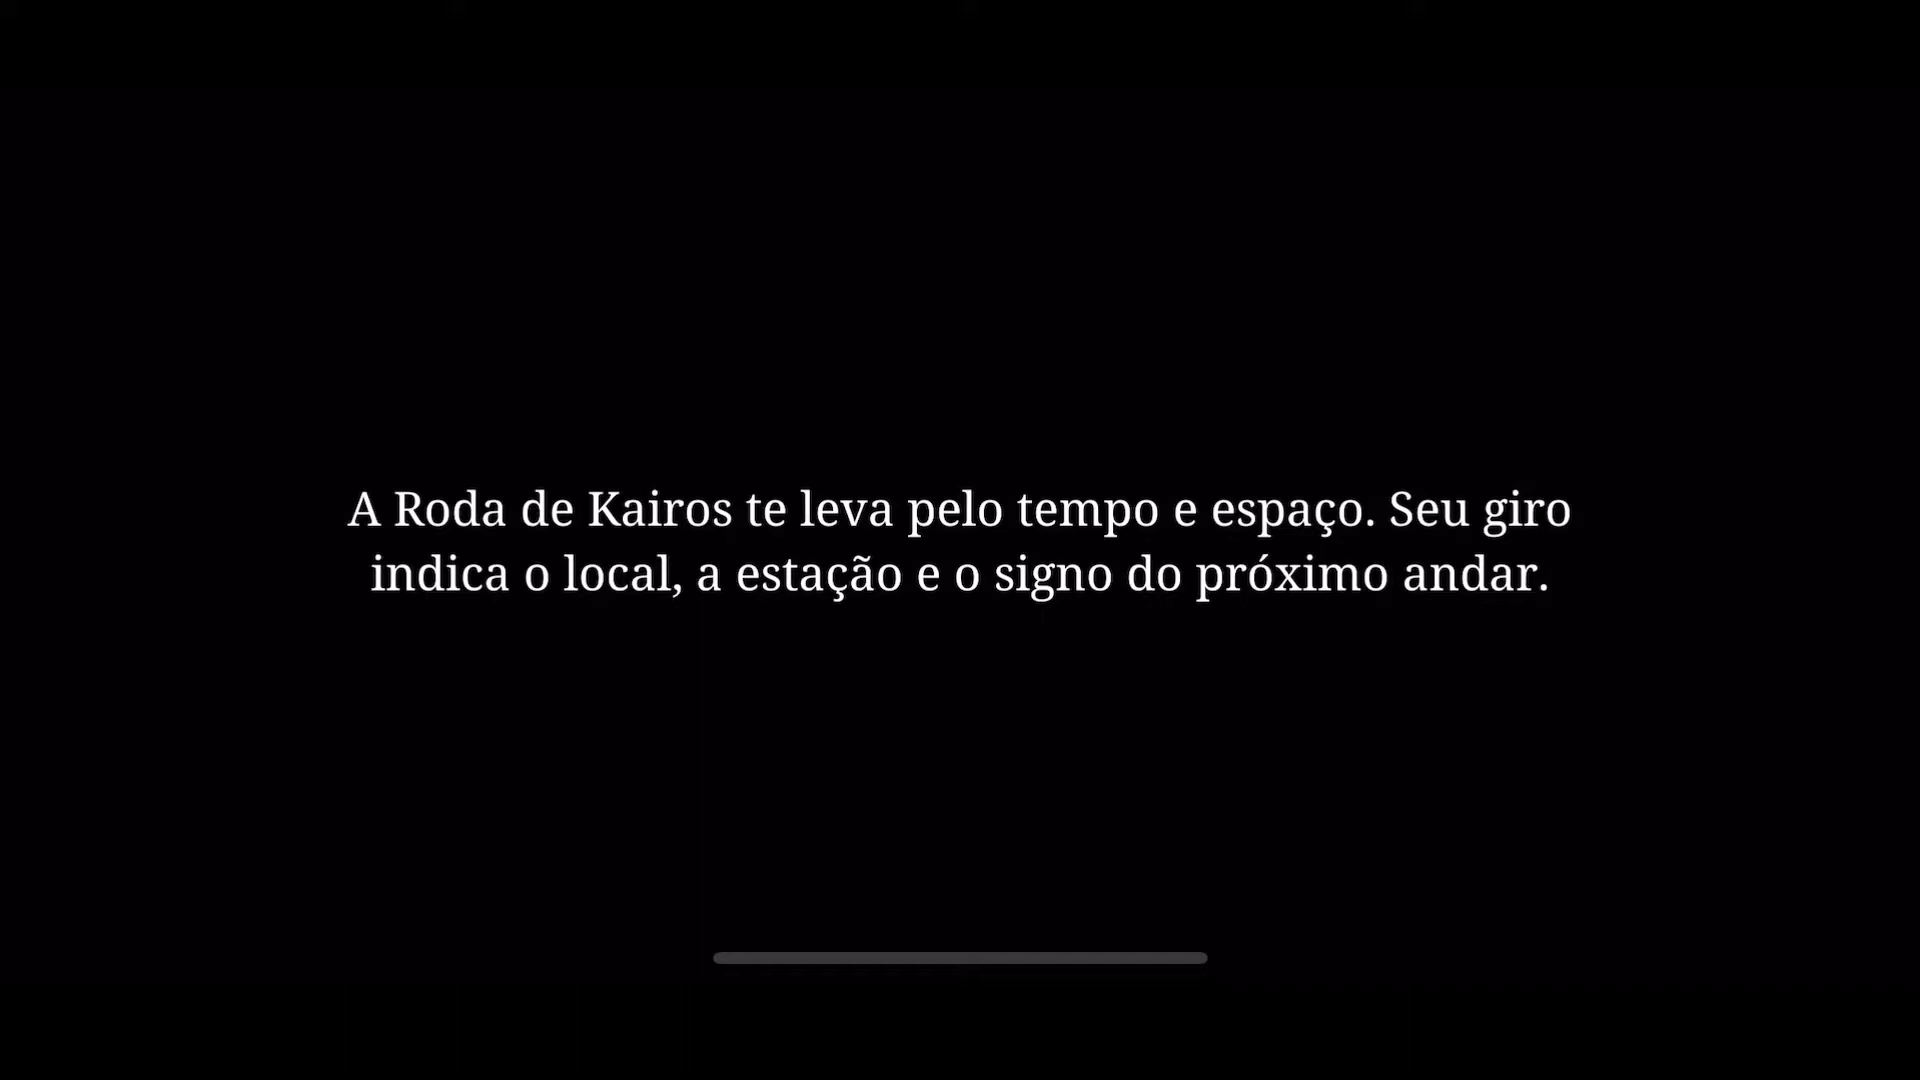 A Roda de Kairos te leva pelo tempo e espaço. Seu giro
indica o local, a estação e o signo do próximo andar.